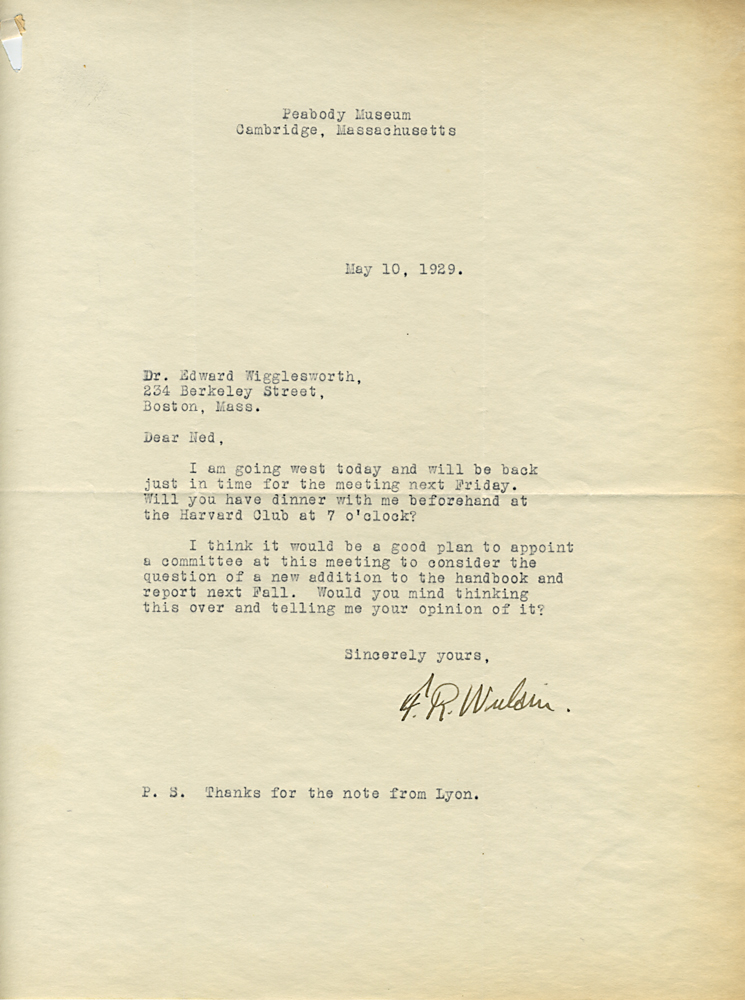 Peabody Museum
Cambridge, Massachusetts
May 10, 1929.
Dr. Edward Wigglesworth,
234 Berkeley Street,
Boston, Mass.
Dear Ned,
I am going west today and will be back
just in time for the meeting next Friday.
Will you have dinner with me beforehand at
the Harvard Club at 7 o'clock?
I think it would be a good plan to appoint
a committee at this meeting to consider the
question of a new addition to the handbook and
report next Fall.  Would you mind thinking
this over and telling me your opinion of it?
Sincerely yours,
F. R. Wulsin.
P. S.  Thanks for the note from Lyon.